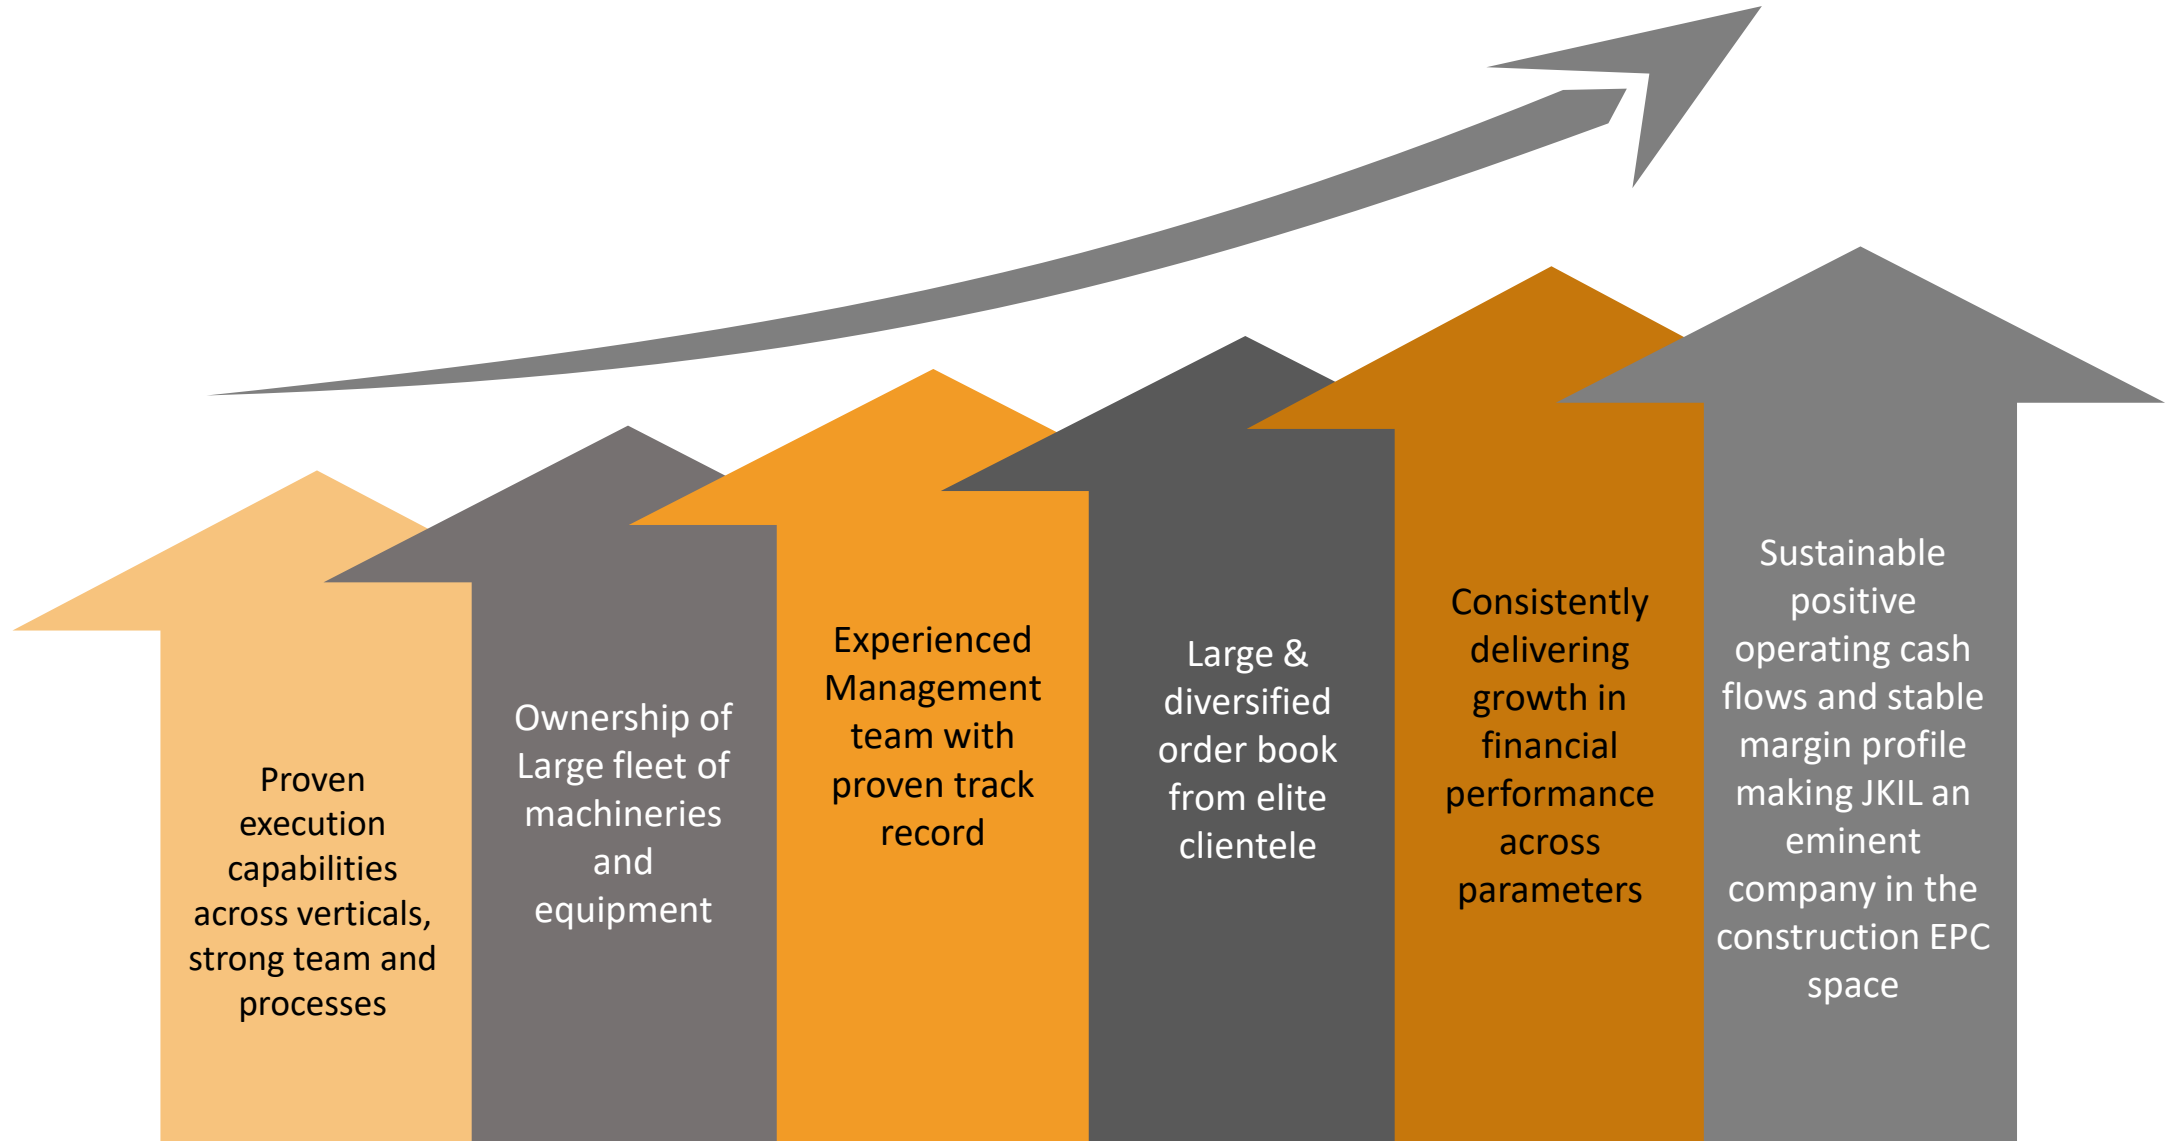 Proven
execution
capabilities
across verticals,
strong team and
processes
Ownership of
Large fleet of
machineries
and
equipment
Experienced
Management
team with
proven track
record
Large &
diversified
order book
from elite
clientele
Consistently
delivering
growth in
financial
performance
across
parameters
Sustainable
positive
operating cash
flows and stable
margin profile
making JKIL an
eminent
company in the
construction EPC
space